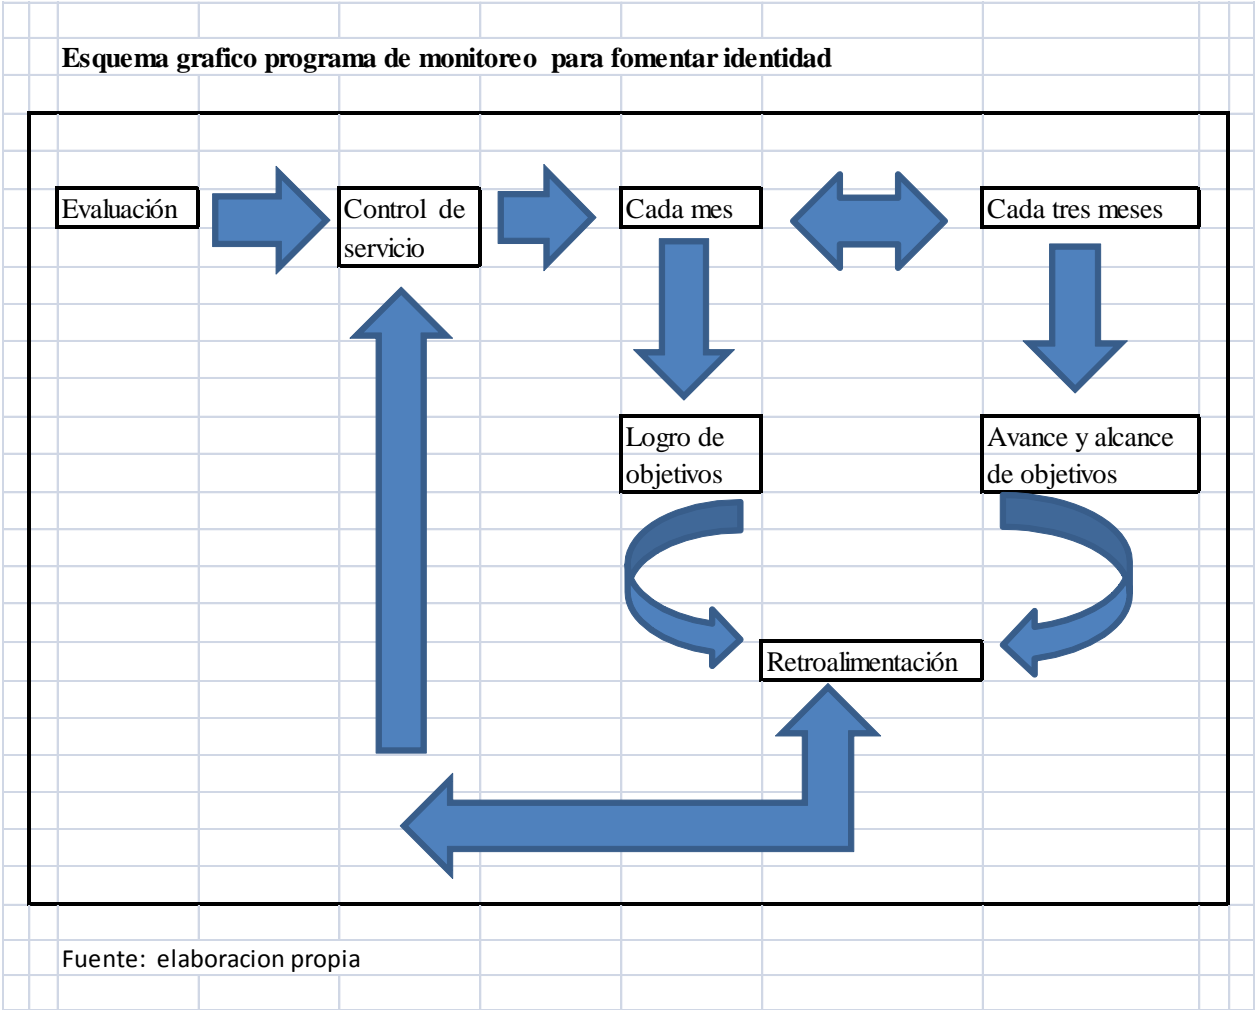 Esquema grafico programa de monitoreo para fomentar identidad
Evaluación
Control de
servicio
Cada mes
Cada tres meses
Logro de
objetivos
Avance y alcance
de objetivos
Retroalimentación
Fuente: elaboracion propia